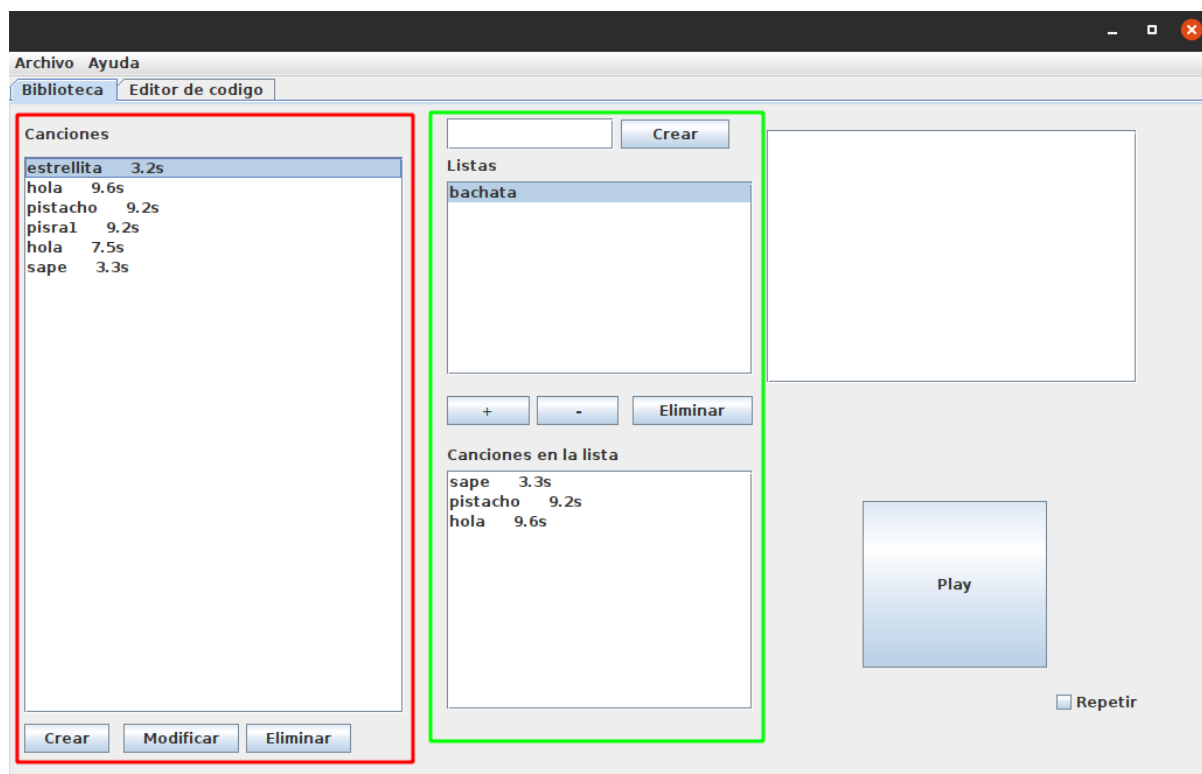 Archivo Ayuda
Biblioteca Editor de codigo
Canciones
estrellita 3.2s
hola 9.6s
pistacho 9.2s
pisral 9.2s
hola 7.5s
sape 3.3s
Crear Modificar Eliminar
Crear
Listas
bachata
+ - Eliminar
Canciones en la lista
sape 3.3s
pistacho 9.2s
hola 9.6s
Play
Repetir